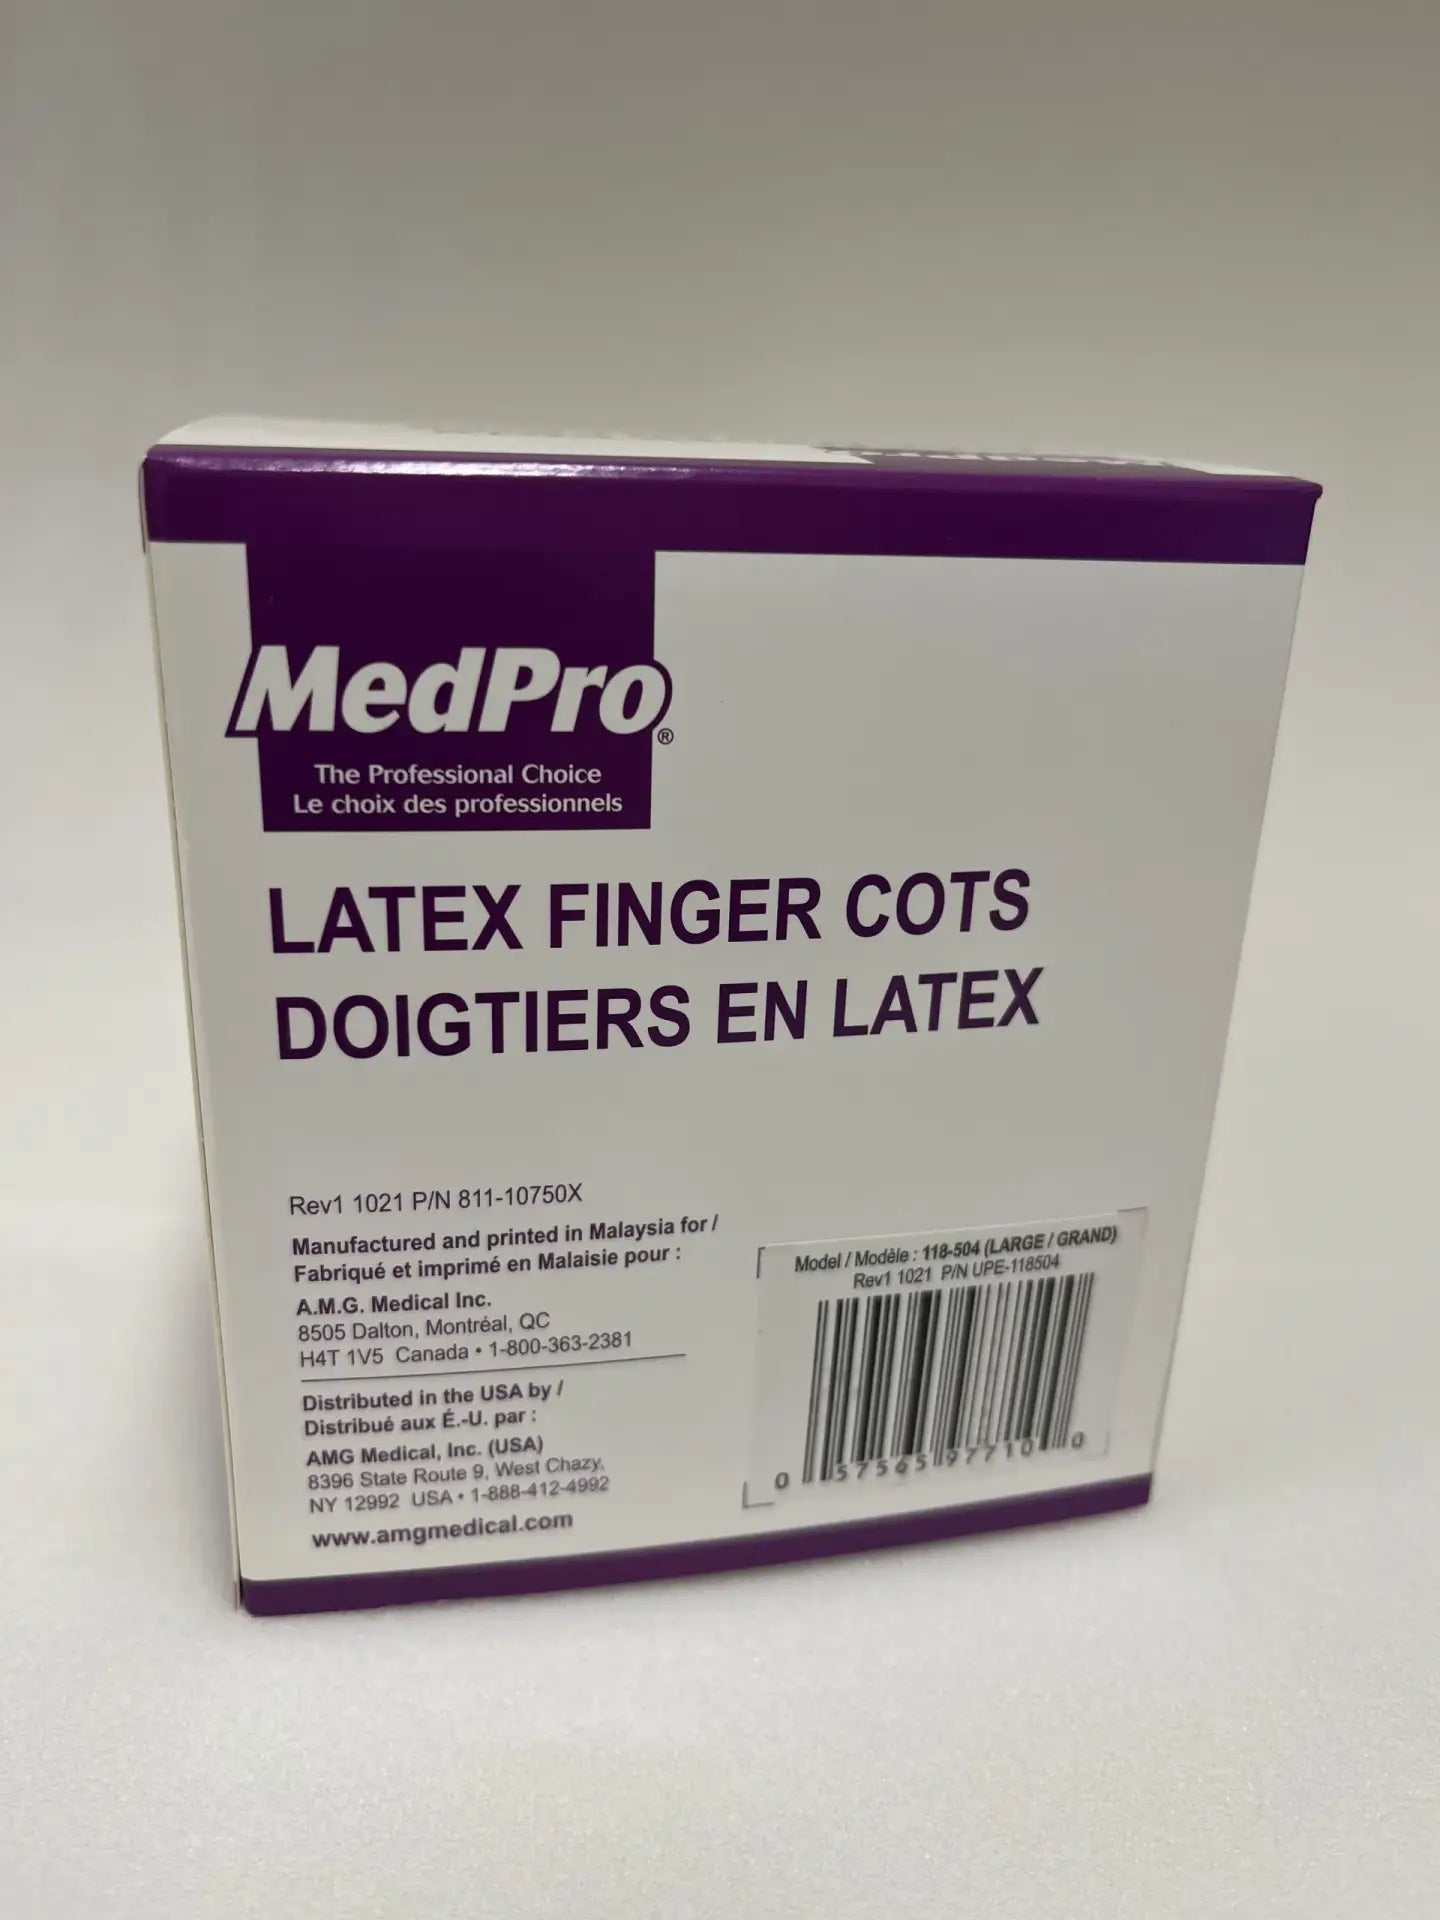 MedPro®
The Professional Choice
Le choix des professionnels
LATEX FINGER COTS
DOIGTIERS EN LATEX
Rev1 1021 P/N 811-10750X
Manufactured and printed in Malaysia for /
Fabriqué et imprimé en Malaisie pour :
A.M.G. Medical Inc.
8505 Dalton, Montréal, QC
H4T 1V5 Canada • 1-800-363-2381
Distributed in the USA by /
Distribué aux É.-U. par :
AMG Medical, Inc. (USA)
8396 State Route 9, West Chazy,
NY 12992 USA • 1-888-412-4992
www.amgmedical.com
Model / Modèle : 118-504 (LARGE / GRAND)
Rev1 1021 P/N UPE-118504
0 57565 97710 0